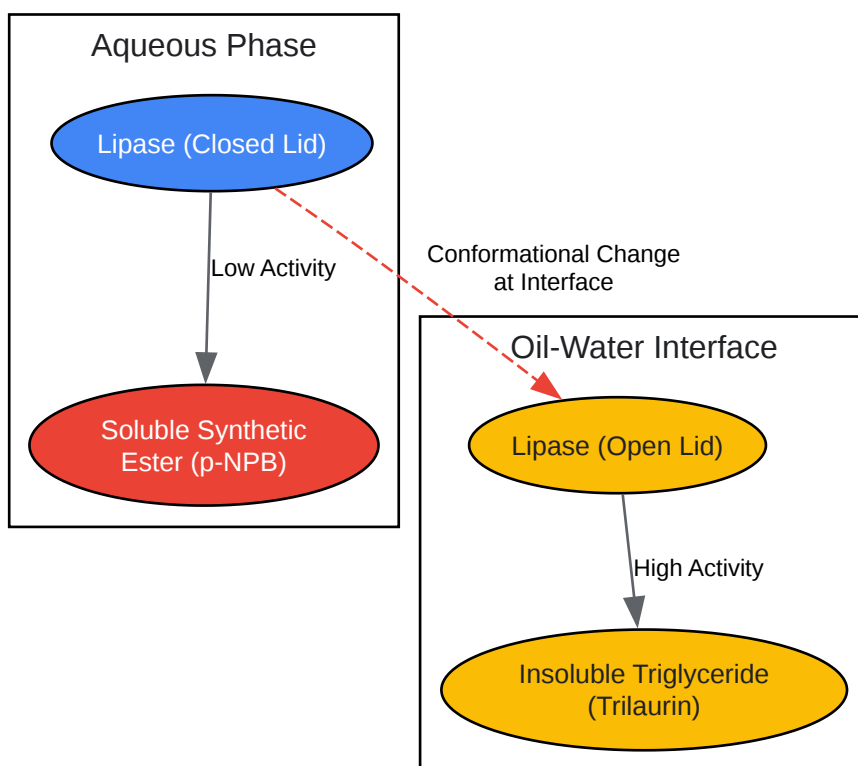 Aqueous Phase
Lipase (Closed Lid)
Low Activity
Conformational Change
at Interface
Soluble Synthetic
Ester (p-NPB)
Oil-Water Interface
Lipase (Open Lid)
High Activity
Insoluble Triglyceride
(Trilaurin)